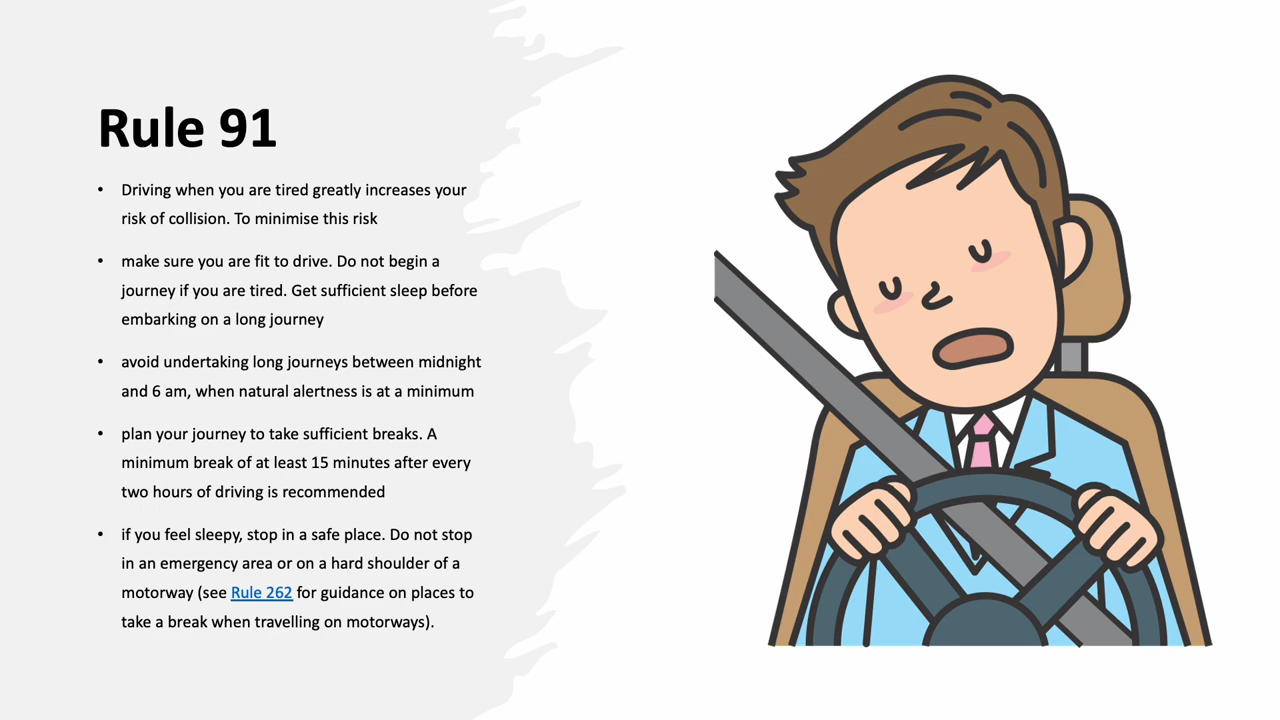 Rule 91
• Driving when you are tired greatly increases your
risk of collision. To minimise this risk
• make sure you are fit to drive. Do not begin a
journey if you are tired. Get sufficient sleep before
embarking on a long journey
• avoid undertaking long journeys between midnight
and 6 am, when natural alertness is at a minimum
• plan your journey to take sufficient breaks. A
minimum break of at least 15 minutes after every
two hours of driving is recommended
• if you feel sleepy, stop in a safe place. Do not stop
in an emergency area or on a hard shoulder of a
motorway (see Rule 262 for guidance on places to
take a break when travelling on motorways).